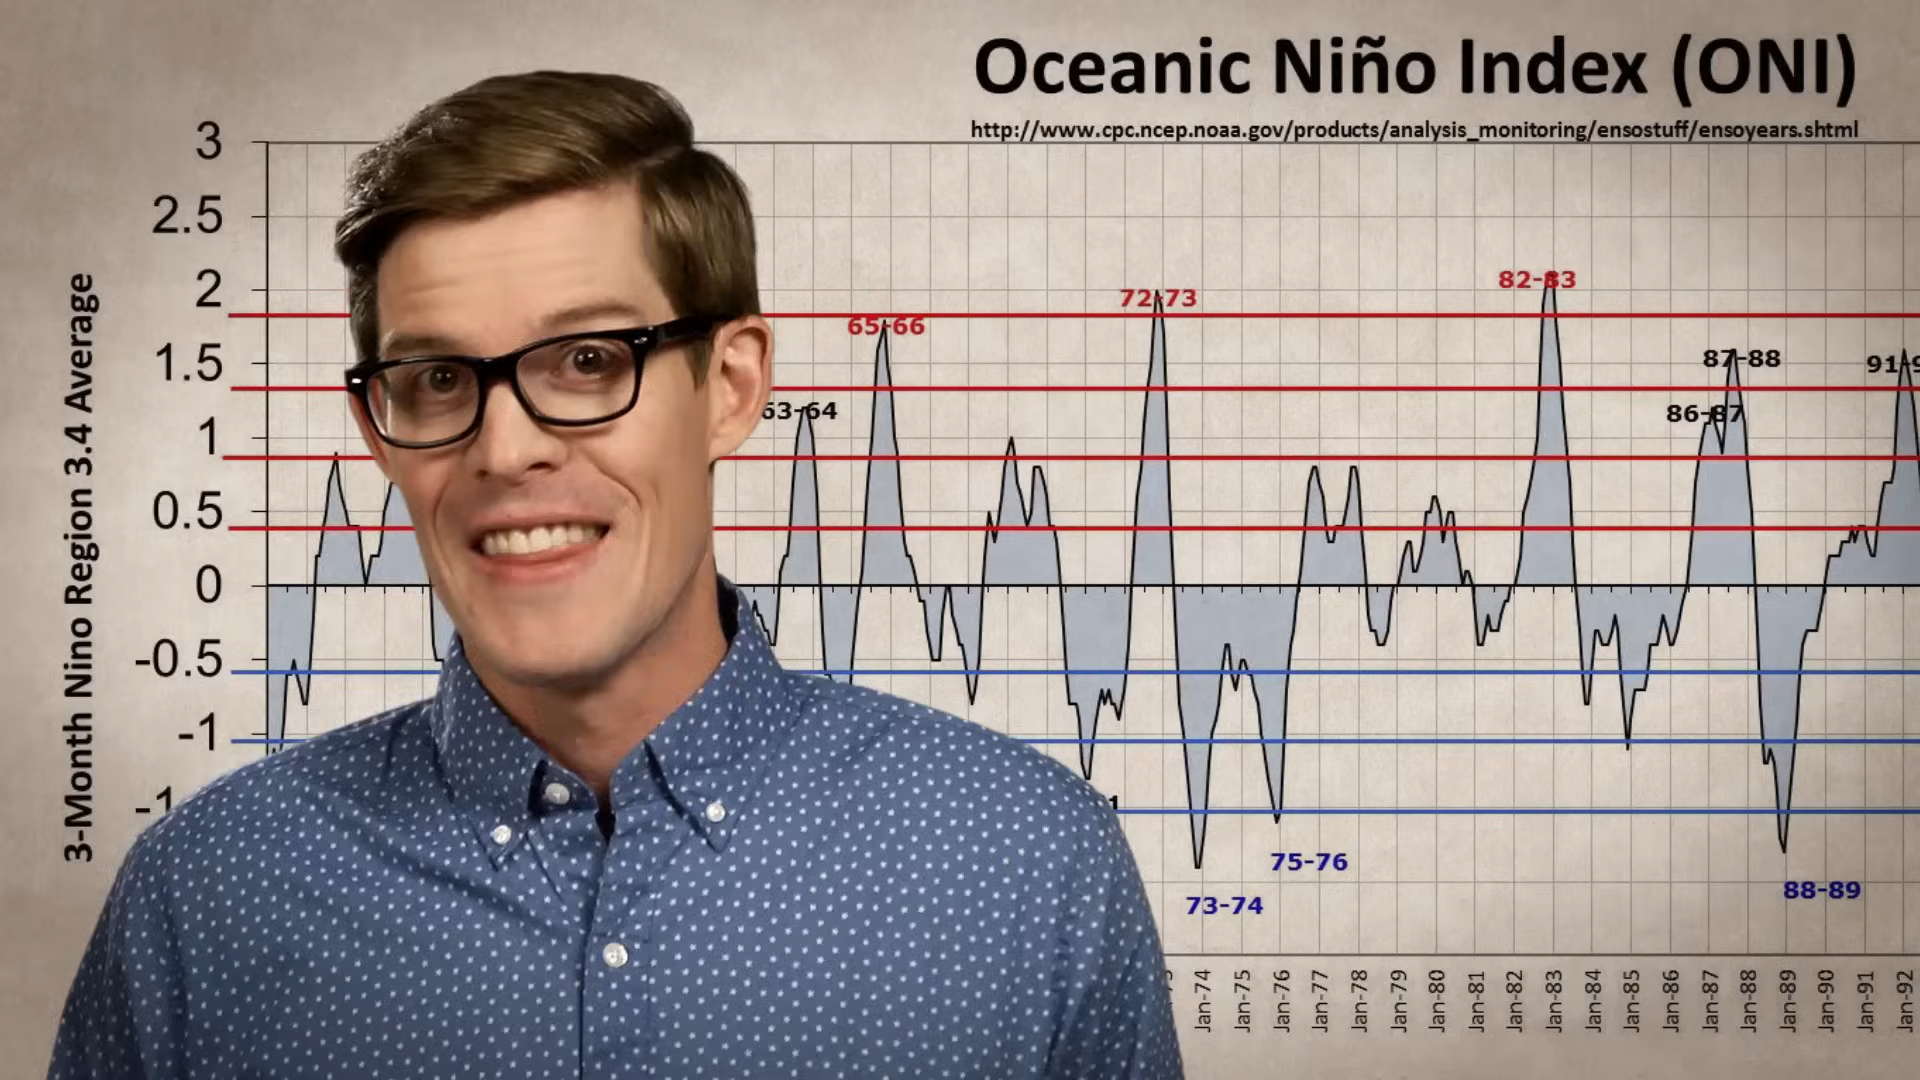 Oceanic Niño Index (ONI)
http://www.cpc.ncep.noaa.gov/products/analysis_monitoring/ensostuff/ensoyears.shtml
3-Month Nino Region 3.4 Average
3
2.5
2
1.5
1
0.5
0
-0.5
-1
-1
63-64
65-66
72-73
82-83
86-87
87-88
91-9
1
73-74
75-76
88-89
Jan-74
Jan-75
Jan-76
Jan-77
Jan-78
Jan-79
Jan-80
Jan-81
Jan-82
Jan-83
Jan-84
Jan-85
Jan-86
Jan-87
Jan-88
Jan-89
Jan-90
Jan-91
Jan-92